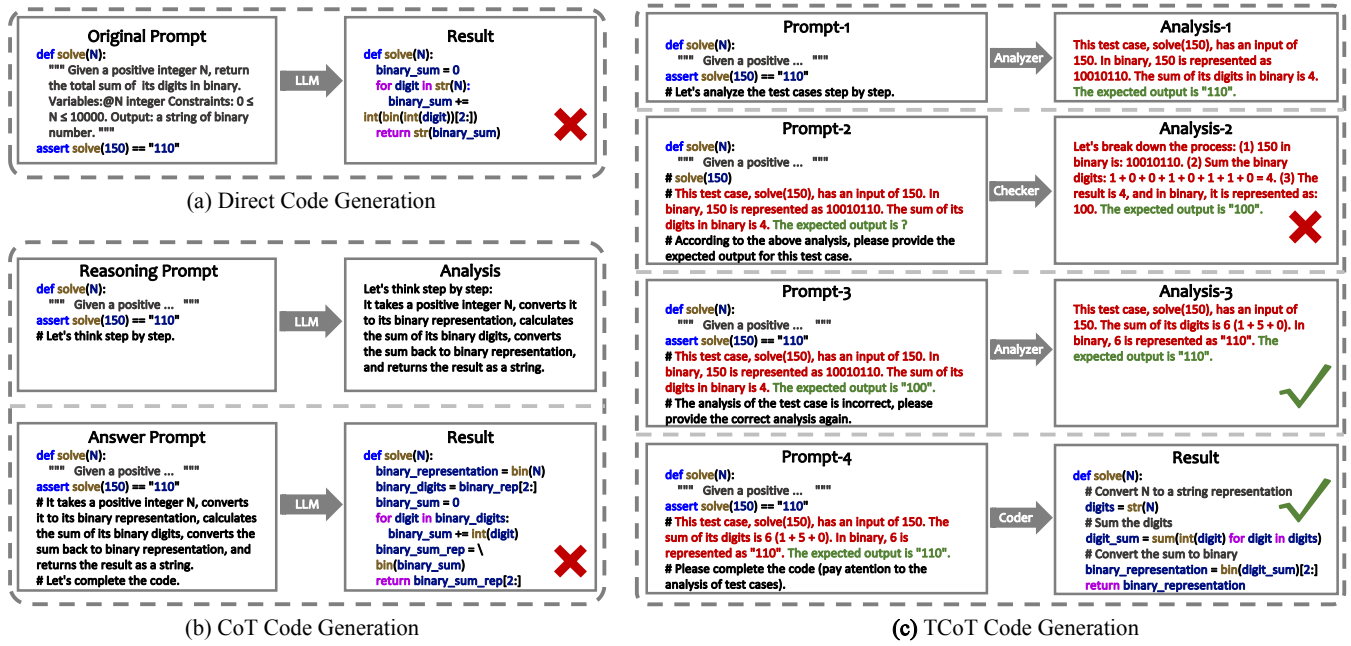 Original Prompt
def solve(N):
""" Given a positive integer N, return
the total sum of its digits in binary.
Variables:@N integer Constraints: 0 ≤
N ≤ 10000. Output: a string of binary
number. """
assert solve(150) == "110"
LLM
Result
def solve(N):
binary_sum = 0
for digit in str(N):
binary_sum +=
int(bin(int(digit))[2:])
return str(binary_sum)
(a) Direct Code Generation
Reasoning Prompt
def solve(N):
""" Given a positive ... """
assert solve(150) == "110"
# Let's think step by step.
LLM
Analysis
Let's think step by step:
It takes a positive integer N, converts it
to its binary representation, calculates
the sum of its binary digits, converts
the sum back to binary representation,
and returns the result as a string.
Answer Prompt
def solve(N):
""" Given a positive ... """
assert solve(150) == "110"
# It takes a positive integer N, converts
it to its binary representation, calculates
the sum of its binary digits, converts the
sum back to binary representation, and
returns the result as a string.
# Let's complete the code.
LLM
Result
def solve(N):
binary_representation = bin(N)
binary_digits = binary_rep[2:]
binary_sum = 0
for digit in binary_digits:
binary_sum += int(digit)
binary_sum_rep = \
bin(binary_sum)
return binary_sum_rep[2:]
(b) CoT Code Generation
Prompt-1
def solve(N):
""" Given a positive ... """
assert solve(150) == "110"
# Let's analyze the test cases step by step.
Analyzer
Analysis-1
This test case, solve(150), has an input of
150. In binary, 150 is represented as
10010110. The sum of its digits in binary is 4.
The expected output is "110".
Prompt-2
def solve(N):
""" Given a positive ... """
# solve(150)
# This test case, solve(150), has an input of 150. In
binary, 150 is represented as 10010110. The sum of its
digits in binary is 4. The expected output is ?
# According to the above analysis, please provide the
expected output for this test case.
Checker
Analysis-2
Let's break down the process: (1) 150 in
binary is: 10010110. (2) Sum the binary
digits: 1 + 0 + 0 + 1 + 0 + 1 + 1 + 0 = 4. (3) The
result is 4, and in binary, it is represented as:
100. The expected output is "100".
Prompt-3
def solve(N):
""" Given a positive ... """
assert solve(150) == "110"
# This test case, solve(150), has an input of 150. In
binary, 150 is represented as 10010110. The sum of its
digits in binary is 4. The expected output is "100".
# The analysis of the test case is incorrect, please
provide the correct analysis again.
Analyzer
Analysis-3
This test case, solve(150), has an input of
150. The sum of its digits is 6 (1 + 5 + 0). In
binary, 6 is represented as "110". The
expected output is "110".
Prompt-4
def solve(N):
""" Given a positive ... """
assert solve(150) == "110"
# This test case, solve(150), has an input of 150. The
sum of its digits is 6 (1 + 5 + 0). In binary, 6 is
represented as "110". The expected output is "110".
# Please complete the code (pay atention to the
analysis of test cases).
Coder
Result
def solve(N):
# Convert N to a string representation
digits = str(N)
# Sum the digits
digit_sum = sum(int(digit) for digit in digits)
# Convert the sum to binary
binary_representation = bin(digit_sum)[2:]
return binary_representation
(c) TCoT Code Generation